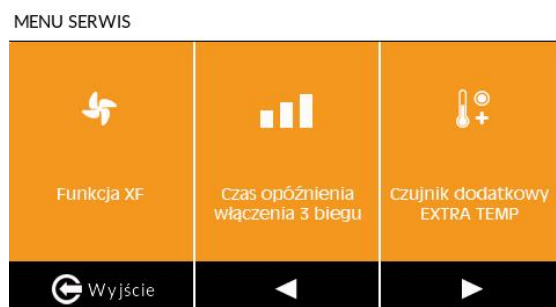 MENU SERWIS
Funkcja XF
Czas opóźnienia
włączenia 3 biegu
Czujnik dodatkowy
EXTRA TEMP
Wyjście